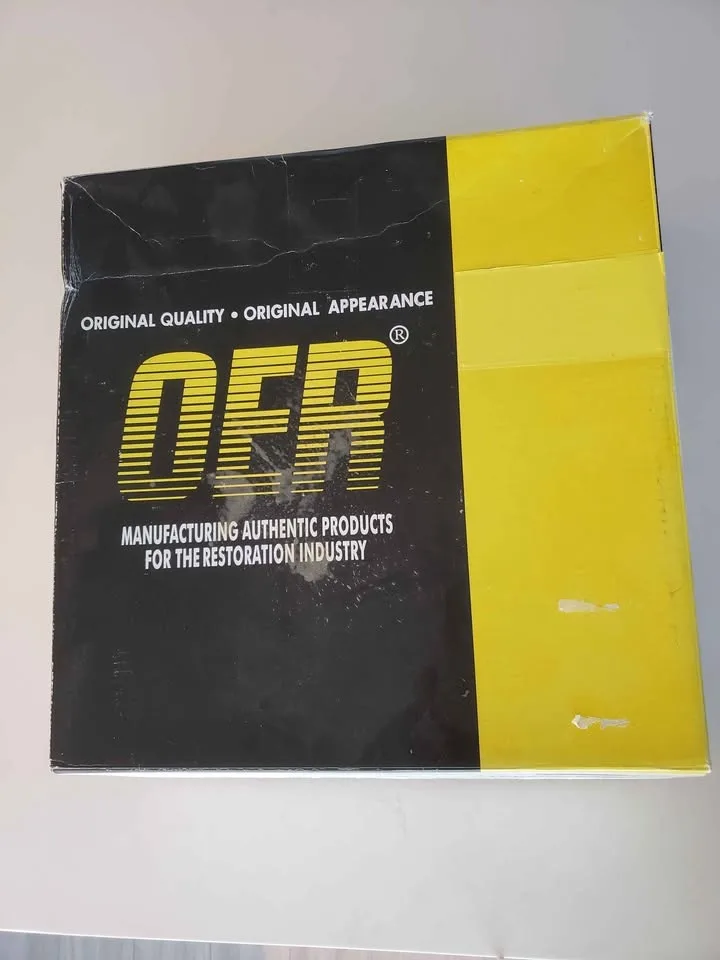 ORIGINAL QUALITY • ORIGINAL APPEARANCE
OER®
MANUFACTURING AUTHENTIC PRODUCTS
FOR THE RESTORATION INDUSTRY